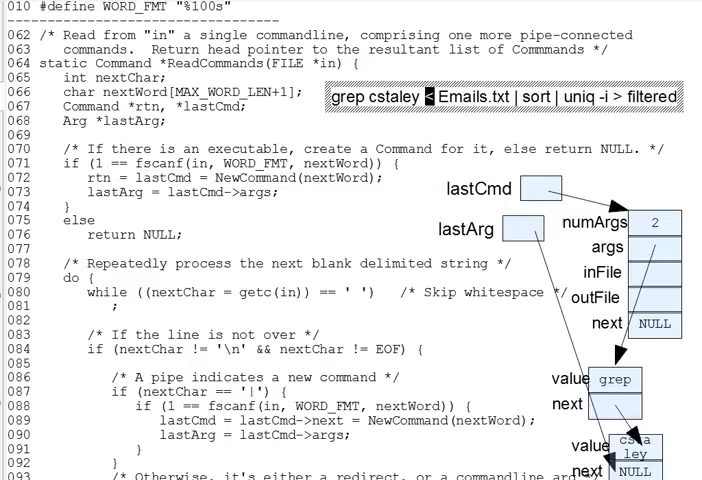 010 #define WORD_FMT "%100s"
----------------------------------
062 /* Read from "in" a single commandline, comprising one more pipe-connected
063    commands.  Return head pointer to the resultant list of Commmands */
064 static Command *ReadCommands(FILE *in) {
065    int nextChar;
066    char nextWord[MAX_WORD_LEN+1];
067    Command *rtn, *lastCmd;
068    Arg *lastArg;
069
070    /* If there is an executable, create a Command for it, else return NULL. */
071    if (1 == fscanf(in, WORD_FMT, nextWord)) {
072       rtn = lastCmd = NewCommand(nextWord);
073       lastArg = lastCmd->args;
074    }
075    else
076       return NULL;
077
078    /* Repeatedly process the next blank delimited string */
079    do {
080       while ((nextChar = getc(in)) == ' ')   /* Skip whitespace */
081          ;
082
083       /* If the line is not over */
084       if (nextChar != '\n' && nextChar != EOF) {
085
086          /* A pipe indicates a new command */
087          if (nextChar == '|') {
088             if (1 == fscanf(in, WORD_FMT, nextWord)) {
089                lastCmd = lastCmd->next = NewCommand(nextWord);
090                lastArg = lastCmd->args;
091             }
092          }
093          /* Otherwise, it's either a redirect, or a commandline arg */
grep cstaley < Emails.txt | sort | uniq -i > filtered
lastCmd
lastArg
numArgs 2
args
inFile
outFile
next NULL
value grep
next
value csta
ley
next NULL